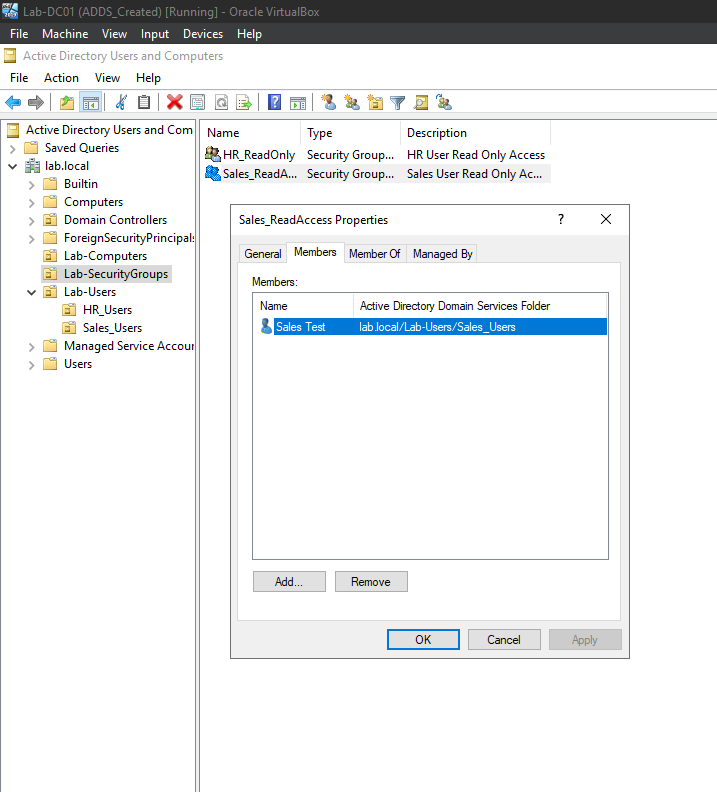 Lab-DC01 (ADDS_Created) [Running] - Oracle VirtualBox
File Machine View Input Devices Help
Active Directory Users and Computers
File Action View Help
Active Directory Users and Com
Saved Queries
lab.local
Builtin
Computers
Domain Controllers
ForeignSecurityPrincipals
Lab-Computers
Lab-SecurityGroups
Lab-Users
HR_Users
Sales_Users
Managed Service Accour
Users
Name Type Description
HR_ReadOnly Security Group... HR User Read Only Access
Sales_ReadA... Security Group... Sales User Read Only Ac...
Sales_ReadAccess Properties ?
General Members Member Of Managed By
Members:
Name Active Directory Domain Services Folder
Sales Test lab.local/Lab-Users/Sales_Users
Add... Remove
OK Cancel Apply